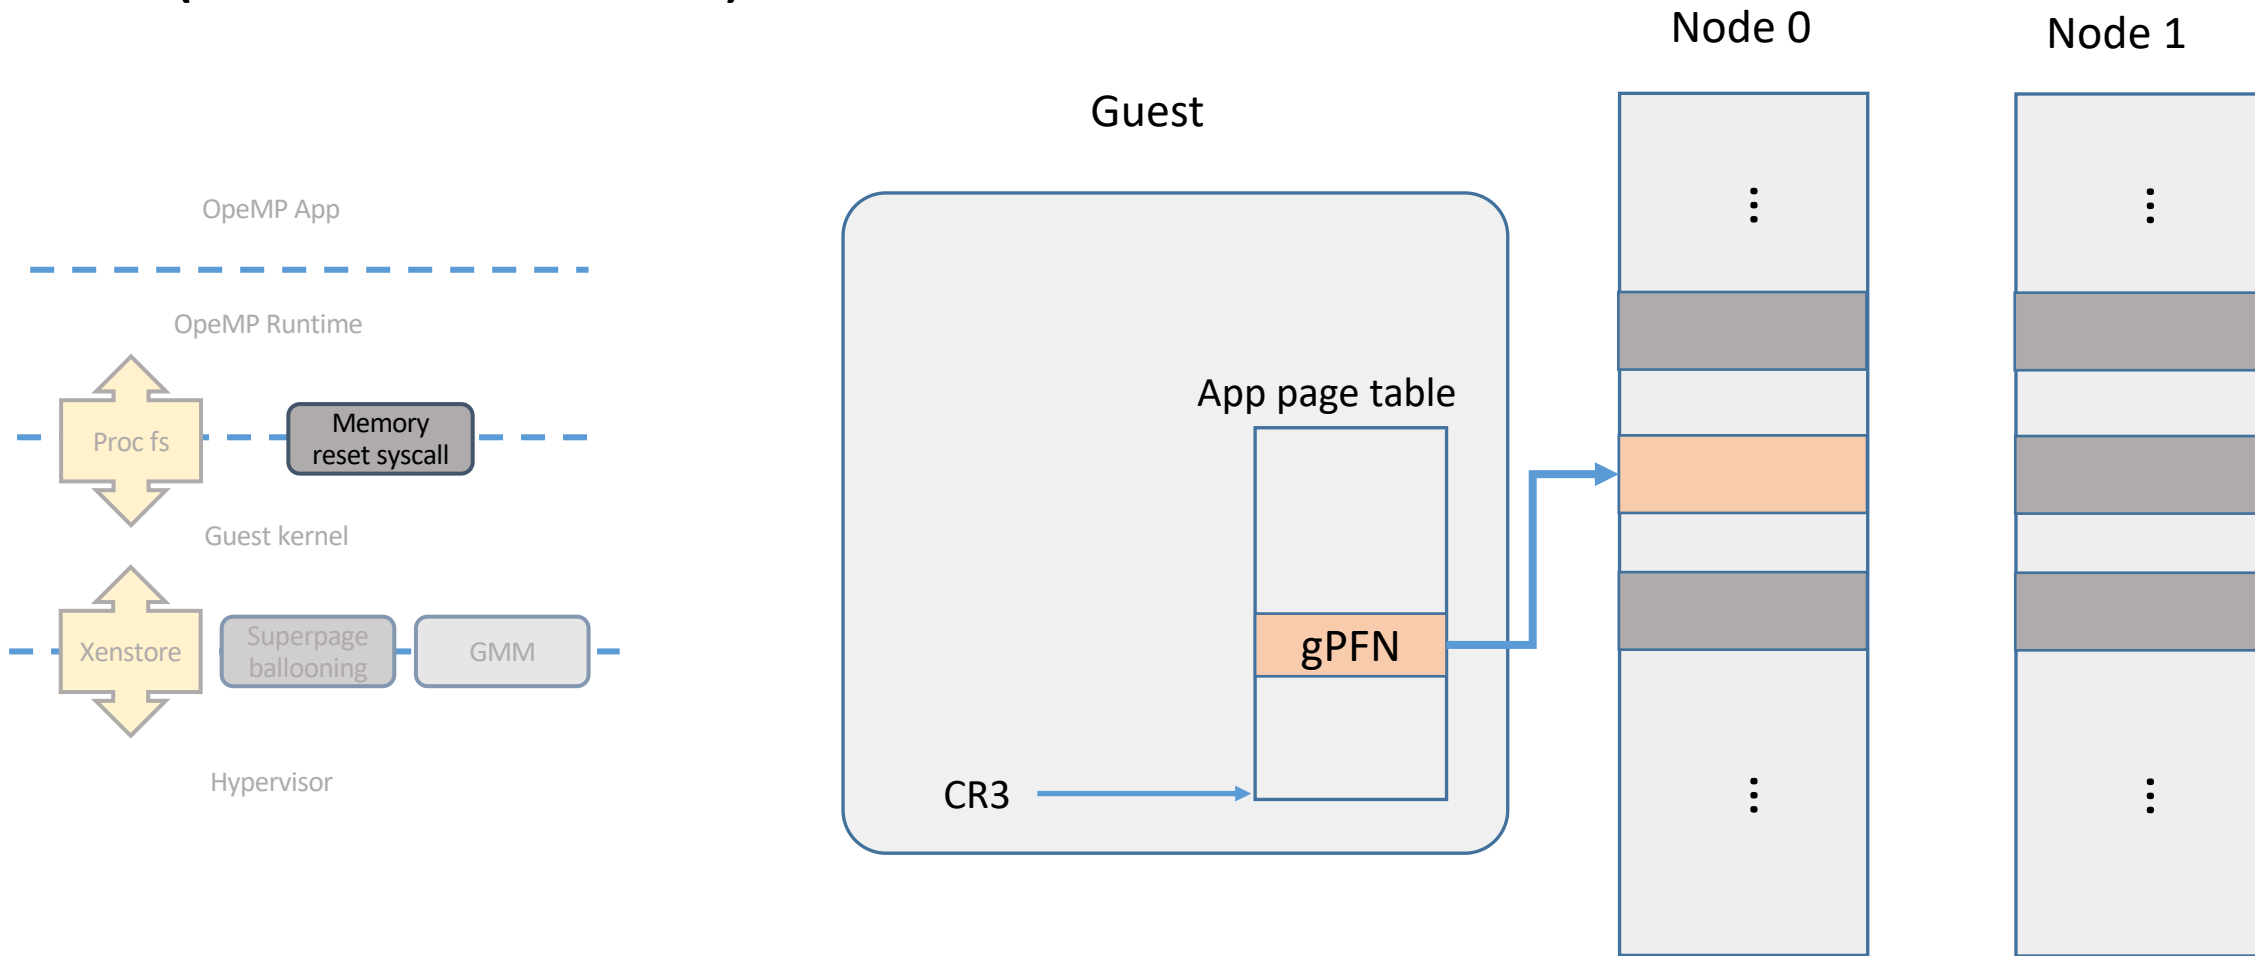 Node 0
Node 1
Guest
OpeMP App
OpeMP Runtime
App page table
Proc fs
Memory
reset syscall
Guest kernel
Xenstore
Superpage
ballooning
GMM
gPFN
Hypervisor
CR3